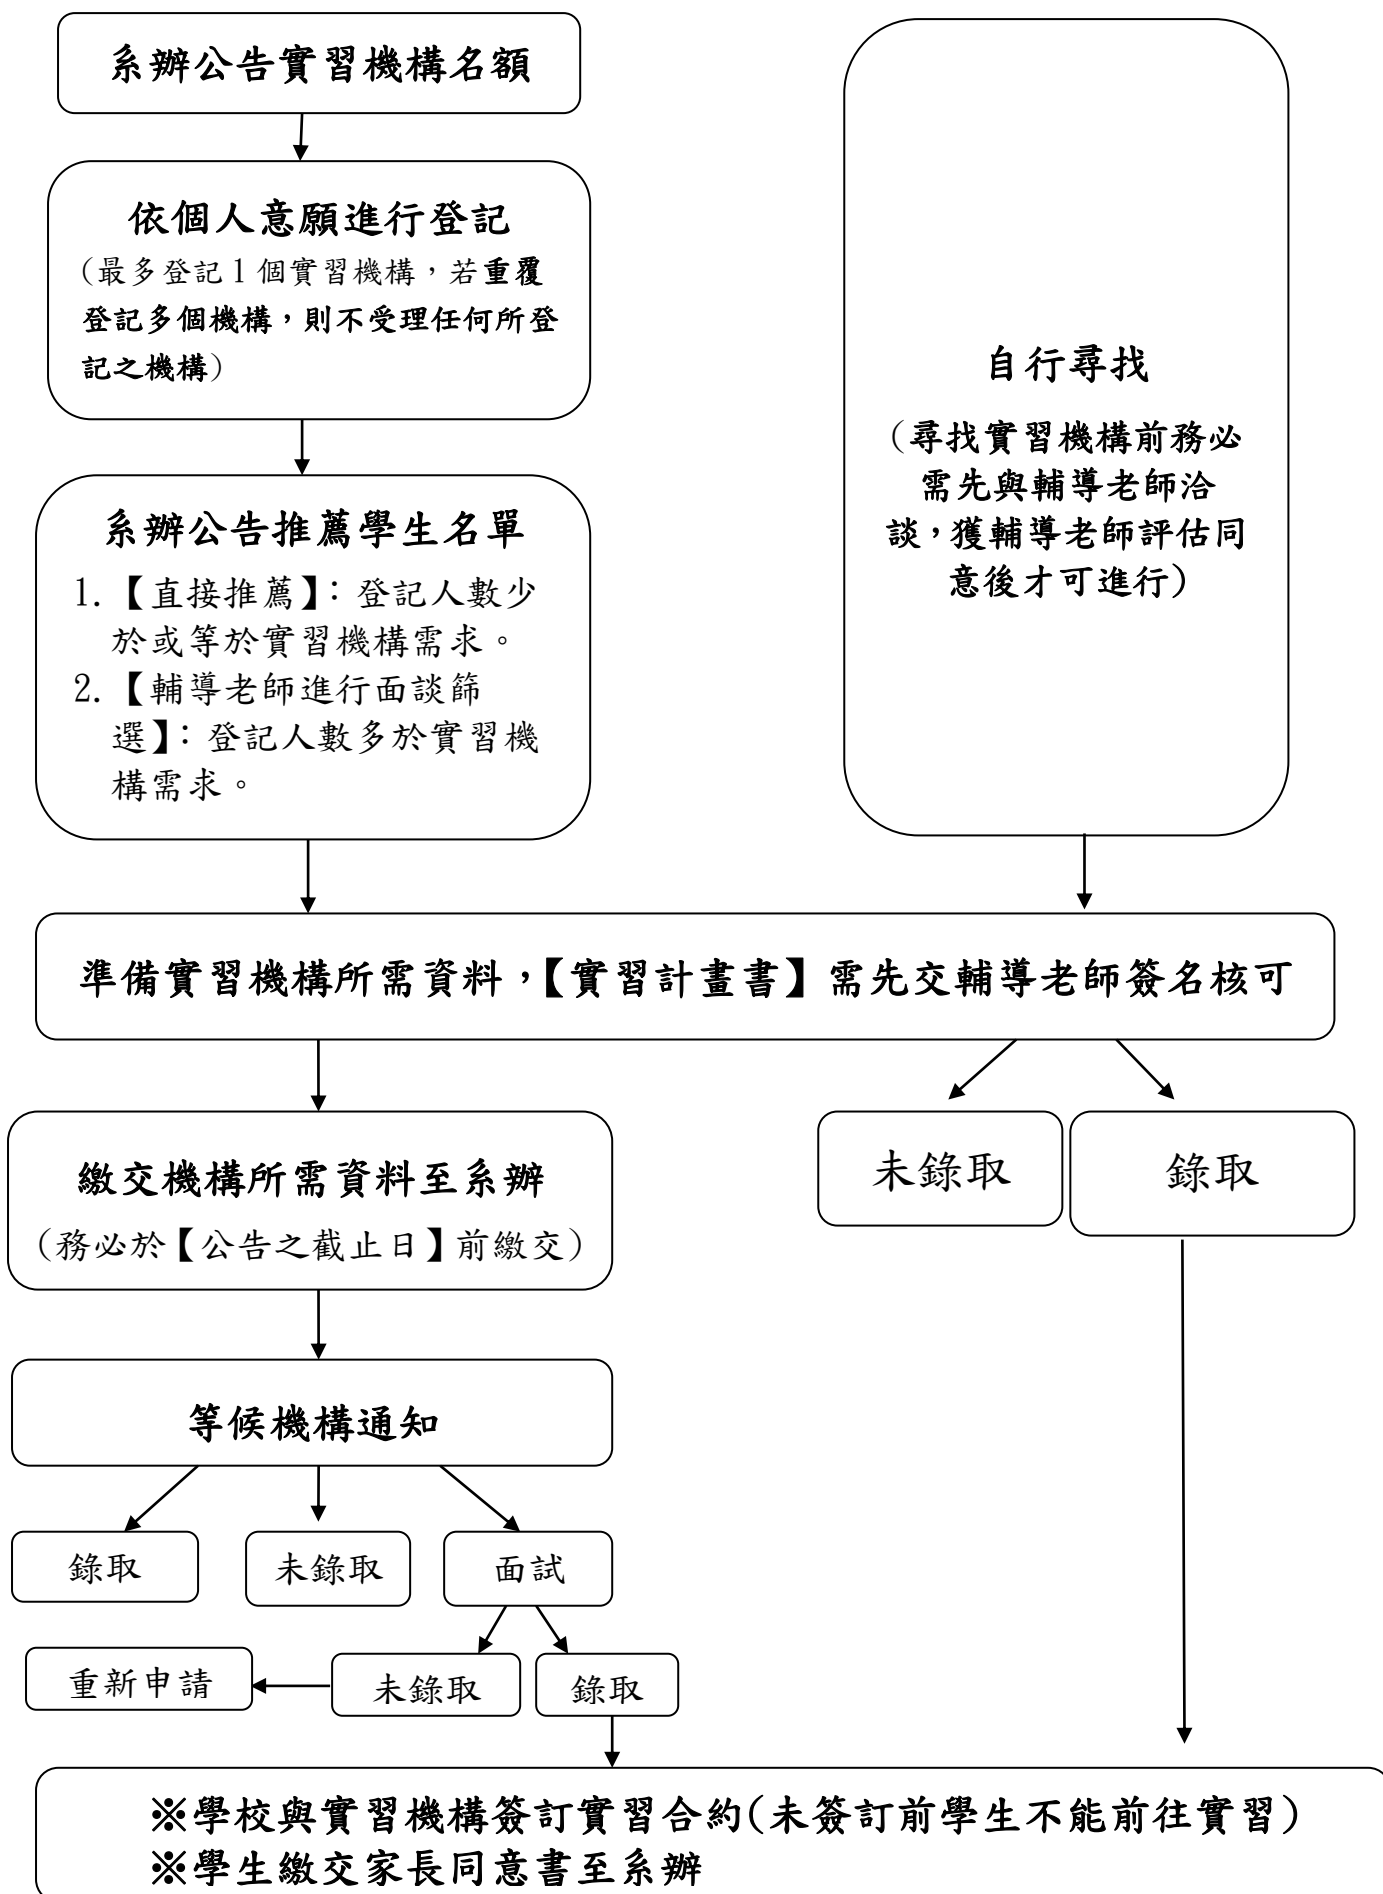 系辦公告實習機構名額
依個人意願進行登記
（最多登記 1 個實習機構，若重覆
登記多個機構，則不受理任何所登
記之機構）
系辦公告推薦學生名單
1.【直接推薦】：登記人數少
於或等於實習機構需求。
2.【輔導老師進行面談篩
選】：登記人數多於實習機
構需求。
自行尋找
（尋找實習機構前務必
需先與輔導老師洽
談，獲輔導老師評估同
意後才可進行）
準備實習機構所需資料，【實習計畫書】需先交輔導老師簽名核可
繳交機構所需資料至系辦
（務必於【公告之截止日】前繳交）
未錄取
錄取
等候機構通知
錄取
未錄取
面試
重新申請
未錄取
錄取
※學校與實習機構簽訂實習合約(未簽訂前學生不能前往實習)
※學生繳交家長同意書至系辦